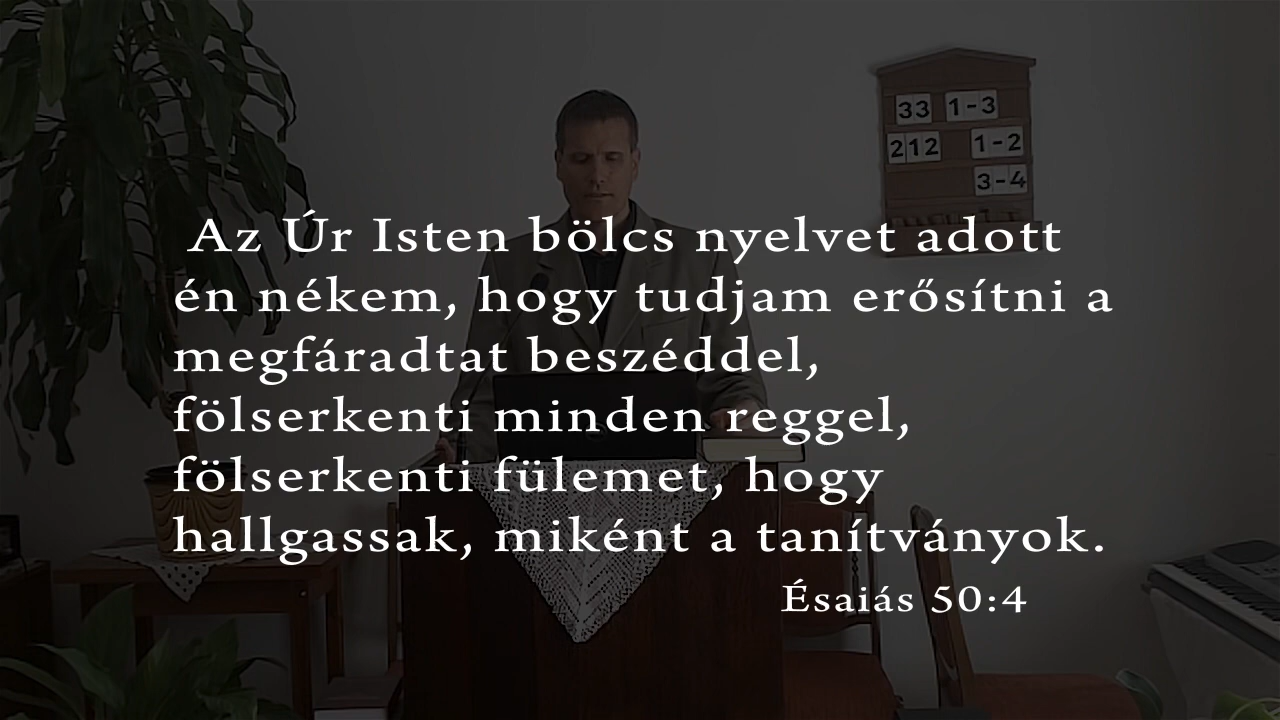 33 1-3
212 1-2
3-4
Az Úr Isten bölcs nyelvet adott
én nékem, hogy tudjam erősítni a
megfáradtat beszéddel,
fölserkenti minden reggel,
fölserkenti fülemet, hogy
hallgassak, miként a tanítványok.
Ésaiás 50:4